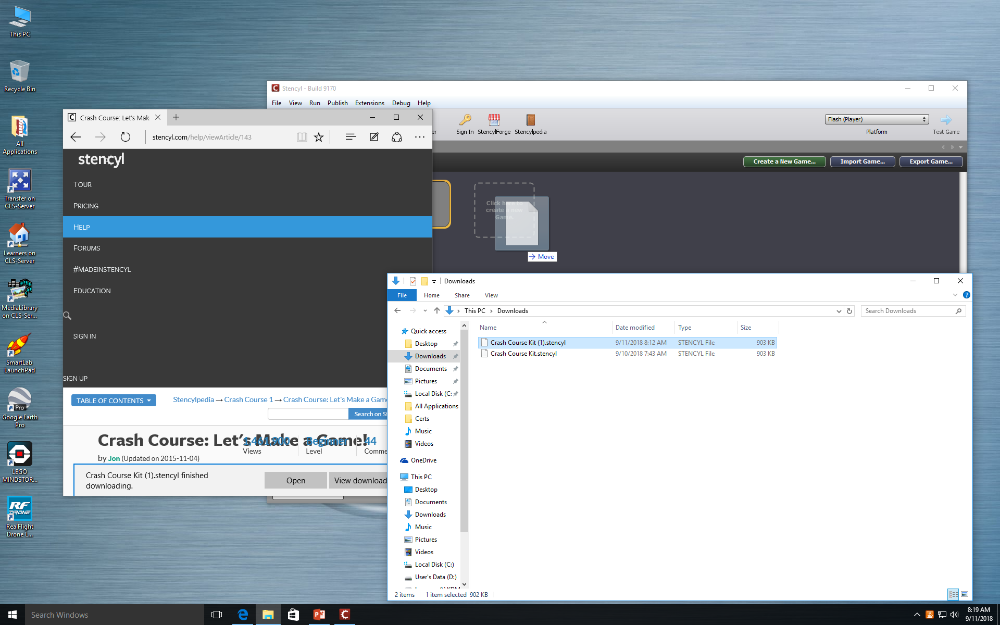 This PC
Recycle Bin
All
Applications
Transfer on
CLS-Server
Learners on
CLS-Server
MediaLibrary
on CLS-Ser...
SmartLab
LaunchPad
Pro
Google Earth
Pro
LEGO
MINDSTOR...
RF
DRONE
RealFlight
Drone L...
Stencyl - Build 9170
File View Run Publish Extensions Debug Help
Sign In StencylForge Stencylpedia
Flash (Player)
Platform
Test Game
Create a New Game... Import Game... Export Game...
Click here to
create a new
Game.
Move
Crash Course: Let's Mak
stencyl.com/help/viewArticle/143
stencyl
TOUR
PRICING
HELP
FORUMS
#MADEINSTENCYL
EDUCATION
SIGN IN
SIGN UP
TABLE OF CONTENTS
Stencylpedia → Crash Course 1 → Crash Course: Let's Make a Game
Search on St
Crash Course: Let's Make a Game!
Beginner 44
Views Level Comme
by Jon (Updated on 2015-11-04)
Crash Course Kit (1).stencyl finished
downloading.
Open View download
Downloads
File Home Share View
This PC > Downloads
Search Downloads
Name Date modified Type Size
Crash Course Kit (1).stencyl 9/11/2018 8:12 AM STENCYL File 903 KB
Crash Course Kit.stencyl 9/10/2018 7:43 AM STENCYL File 903 KB
Quick access
Desktop
Downloads
Documents
Pictures
Local Disk (C:
All Applications
Certs
Music
Videos
OneDrive
This PC
Desktop
Documents
Downloads
Music
Pictures
Videos
Local Disk (C:)
User's Data (D:)
2 items 1 item selected 902 KB
Search Windows
8:19 AM
9/11/2018